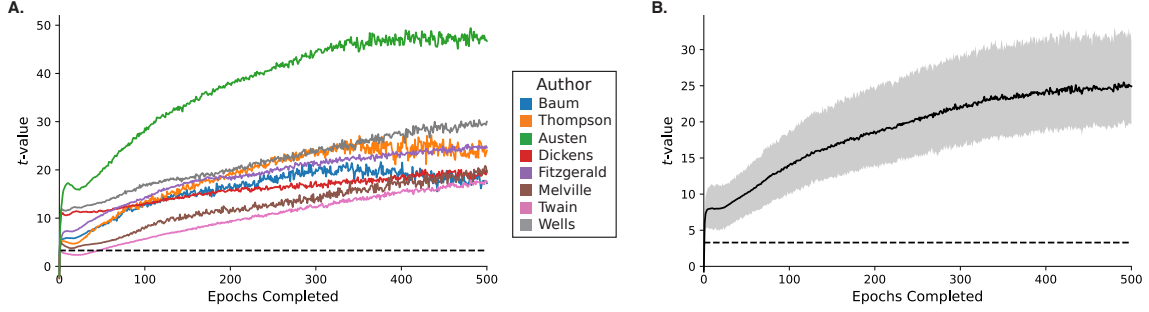 A.
50
40
30
20
10
0
t-value
0 100 200 300 400 500
Epochs Completed
Author
Baum
Thompson
Austen
Dickens
Fitzgerald
Melville
Twain
Wells
B.
30
25
20
15
10
5
0
t-value
0 100 200 300 400 500
Epochs Completed